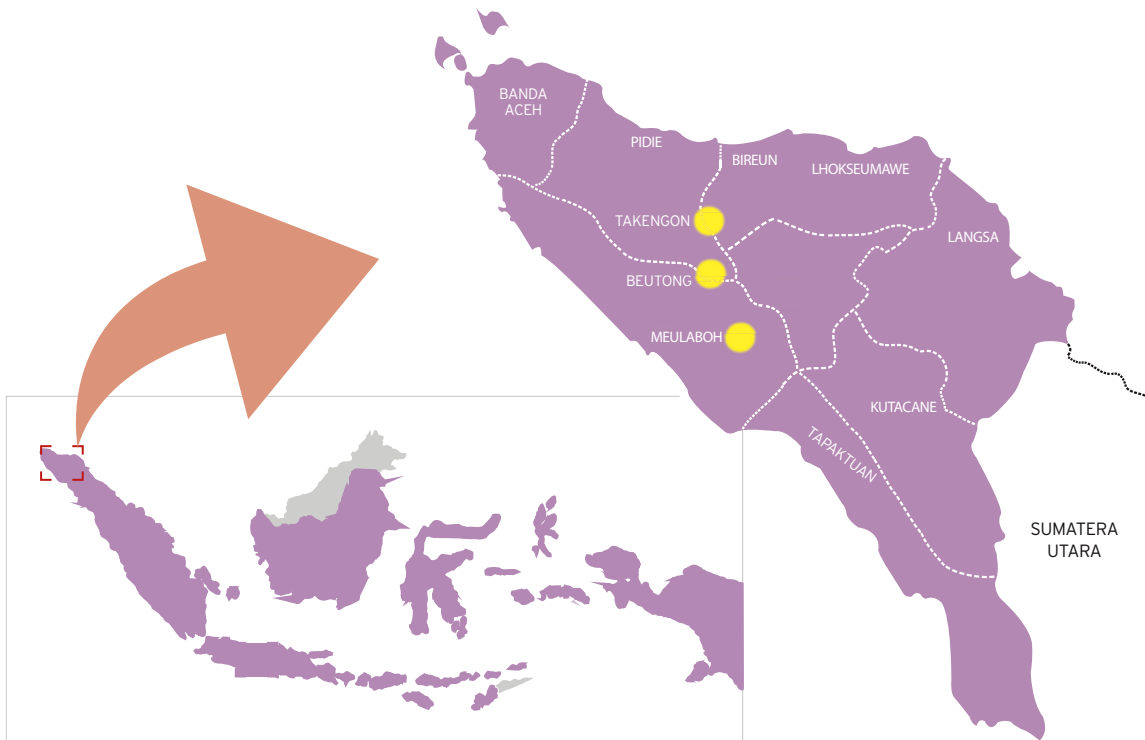 BANDA
ACEH
PIDIE
BIREUN
LHOKSEUMAWE
TAKENGON
LANGSA
BEUTONG
MEULABOH
KUTACANE
TAPAKTUAN
SUMATERA
UTARA